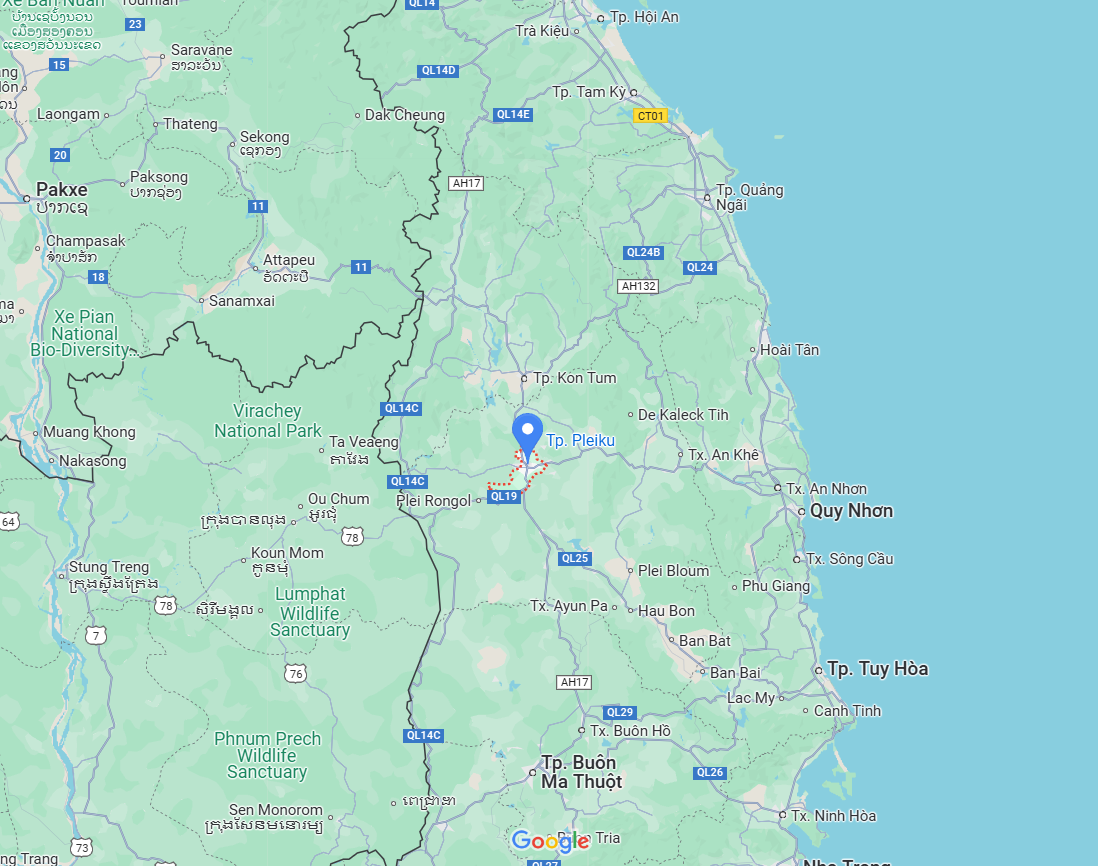 Xe Ban Nuan
ບ້ານເຊບັ້ງນວນ
ເມືອງສອງຄອນ
ແຂວງສະວັນນະເຂດ
Toumlan
23
QL14
Tp. Hội An
Trà Kiệu
Saravane
ສາລະວັນ
15
QL14D
Tp. Tam Kỳ
CT01
Laongam
Thateng
Dak Cheung
QL14E
Sekong
ເຊກອງ
20
Paksong
ປາກຊ່ອງ
AH17
Pakxe
ປາກເຊ
Tp. Quảng
Ngãi
11
Champasak
ຈຳປາສັກ
QL24B
Attapeu
ອັດຕະປື
11
QL24
18
AH132
Sanamxai
Xe Pian
National
Bio-Diversity...
Hoài Tân
Tp. Kon Tum
QL14C
Virachey
National Park
De Kaleck Tih
Muang Khong
Tp. Pleiku
Ta Veaeng
តាវែង
Tx. An Khê
Nakasong
QL14C
Tx. An Nhơn
Ou Chum
អូរជុំ
Plei Rongol
QL19
Quy Nhơn
64
ក្រុងបានលុង
78
Koun Mom
កូនមុំ
QL25
Tx. Sông Cầu
Stung Treng
ក្រុងស្ទឹងត្រែង
Plei Bloum
Phu Giang
Lumphat
Wildlife
Sanctuary
78
សិរីមង្គល
Tx. Ayun Pa
Hau Bon
7
Ban Bat
76
Ban Bai
Tp. Tuy Hòa
AH17
Lac My
Canh Tinh
QL29
Tx. Buôn Hồ
Phnum Prech
Wildlife
Sanctuary
QL14C
Tp. Buôn
Ma Thuột
QL26
ពេជ្រាដា
Sen Monorom
ក្រុងសែនមនោរម្យ
Tx. Ninh Hòa
Google
Tria
73
QL27
Nha Trang